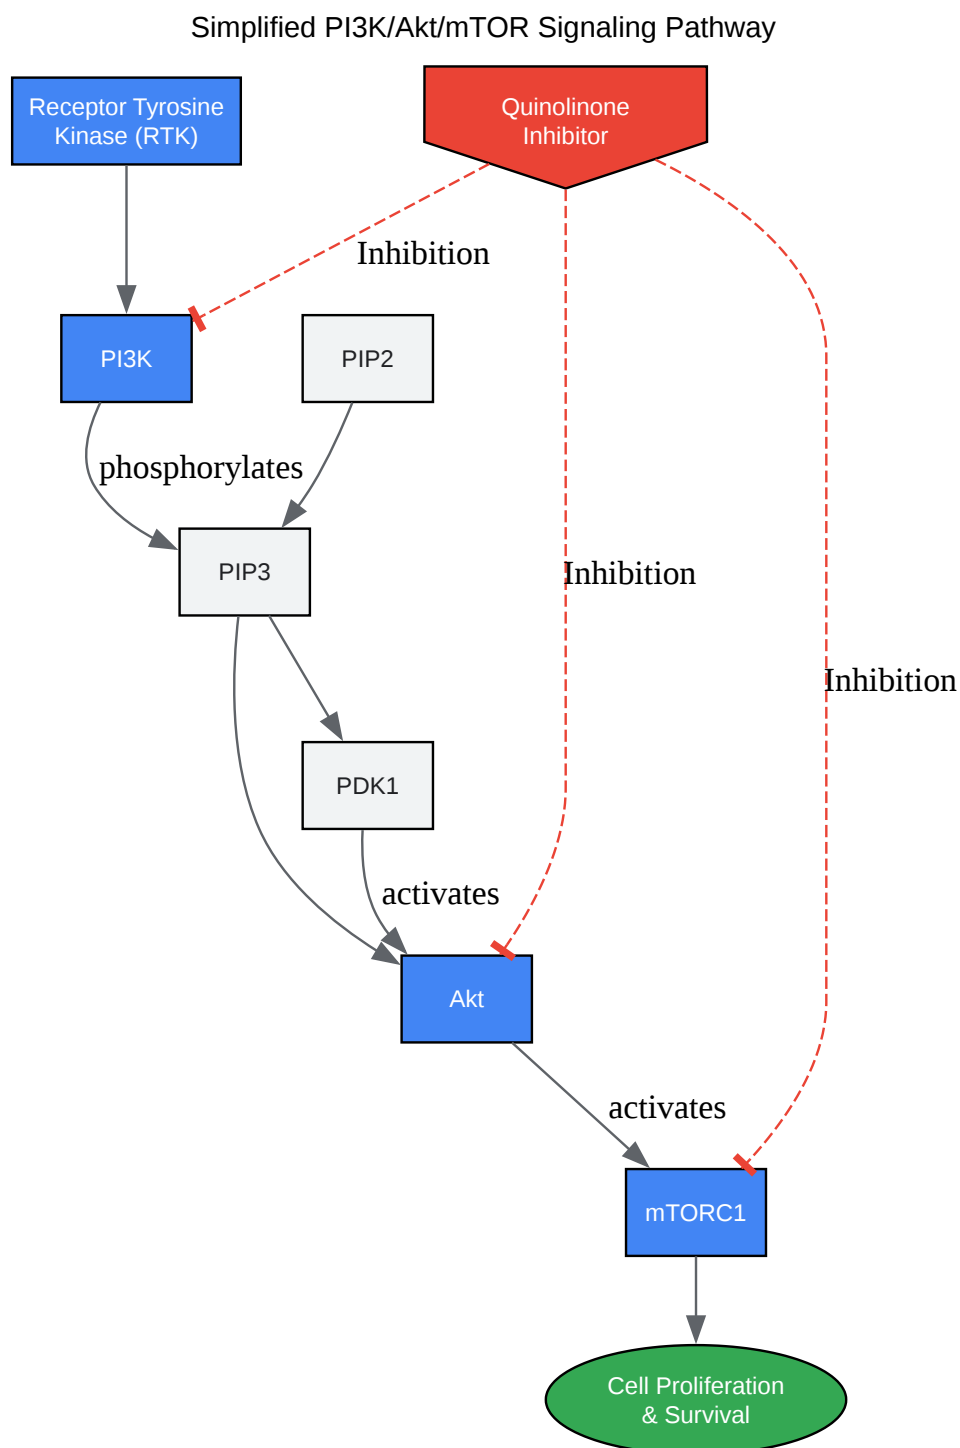 Simplified PI3K/Akt/mTOR Signaling Pathway
Receptor Tyrosine
Kinase (RTK)
Quinolinone
Inhibitor
Inhibition
PI3K
PIP2
phosphorylates
PIP3
Inhibition
Inhibition
PDK1
activates
Akt
activates
mTORC1
Cell Proliferation
& Survival